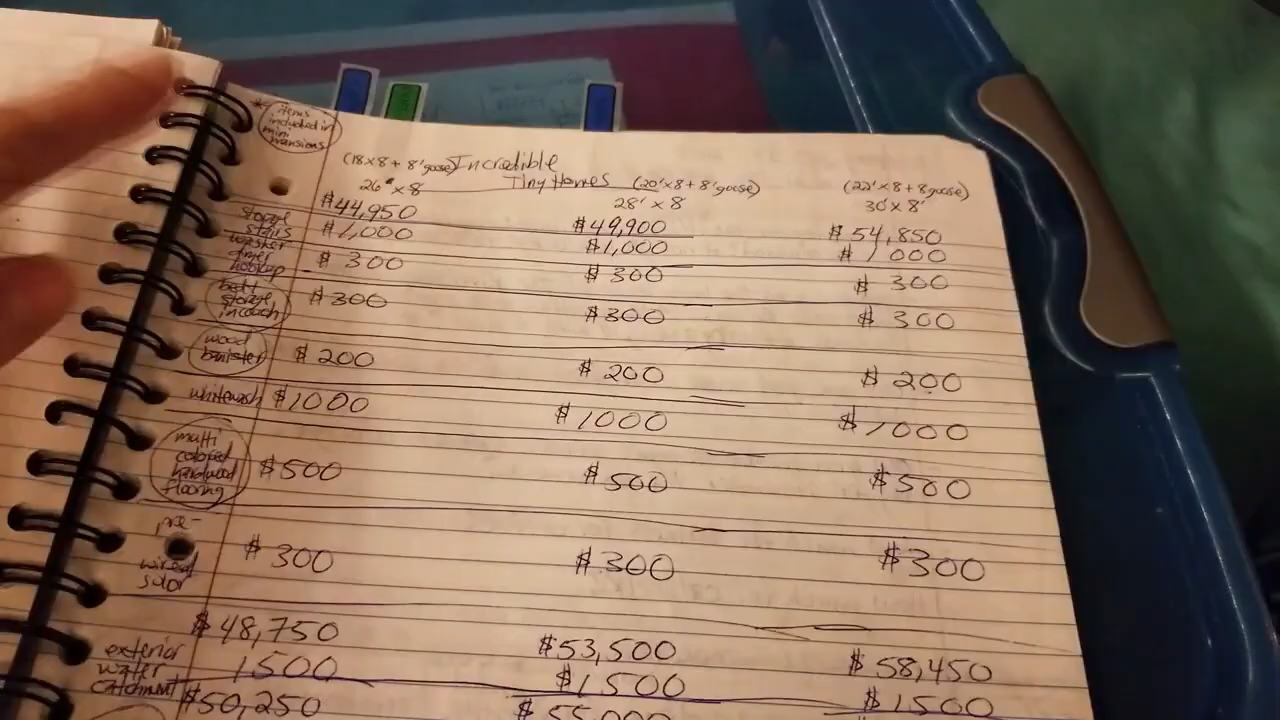 * items
included in
mini
mansions
Incredible
Tiny Homes
(18x8 + 8' goose) (20'x8+8'goose) (22'x8+8goose)
26' x 8 28' x 8' 30'x 8'
$44,950 $49,900 $54,850
storage
stairs $1,000 $1,000 $1000
washer
dryer
hookup $300 $300 $300
storage
in couch $300 $300 $300
wood
banister $200 $200 $200
whitewash $1000 $1000 $1000
multi
colored
hardwood
flooring $500 $500 $500
pre-
wired
solar $300 $300 $300
$48,750 $53,500 $58,450
exterior
water
catchment 1500 $1,500 $1500
$50,250 $55,000